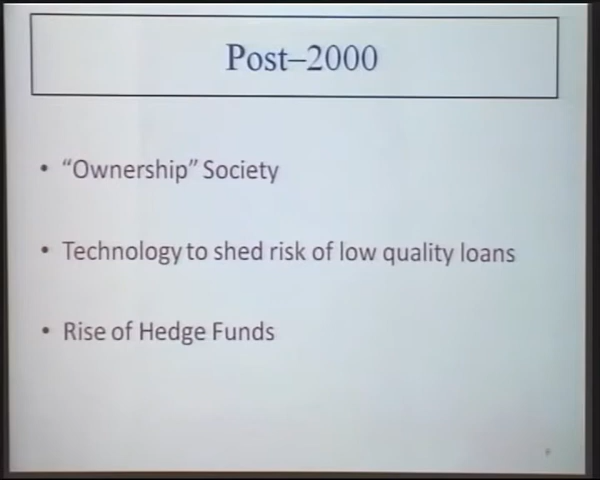 Post–2000
• “Ownership” Society
• Technology to shed risk of low quality loans
• Rise of Hedge Funds